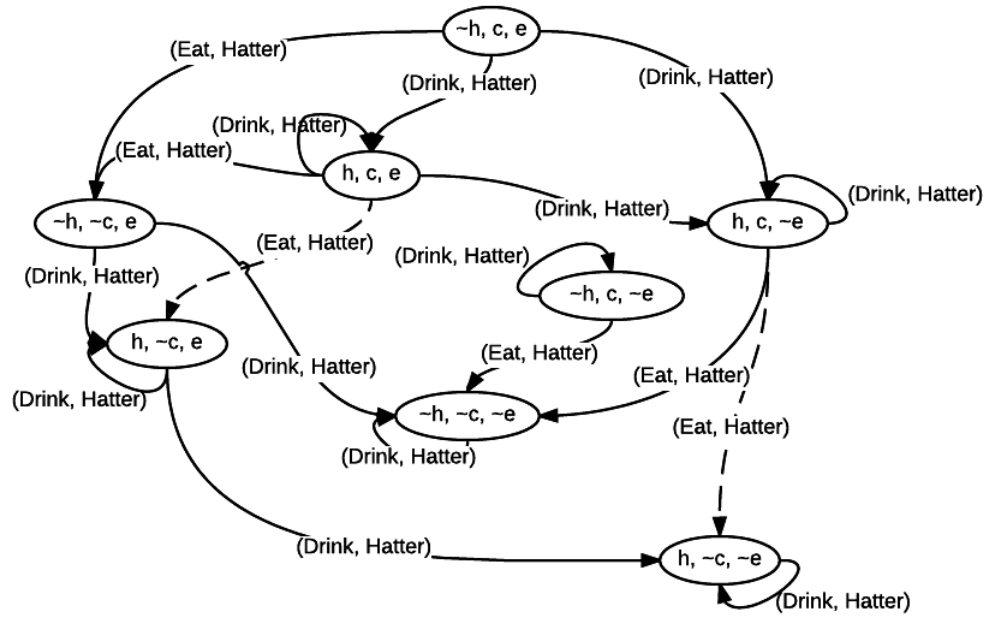 ~h, c, e
(Eat, Hatter)
(Drink, Hatter)
(Drink, Hatter)
(Drink, Hatter)
(Eat, Hatter)
h, c, e
(Drink, Hatter)
(Drink, Hatter)
~h, ~c, e
h, c, ~e
(Eat, Hatter)
(Drink, Hatter)
(Drink, Hatter)
~h, c, ~e
h, ~c, e
(Eat, Hatter)
(Drink, Hatter)
(Eat, Hatter)
(Drink, Hatter)
~h, ~c, ~e
(Eat, Hatter)
(Drink, Hatter)
(Drink, Hatter)
h, ~c, ~e
(Drink, Hatter)